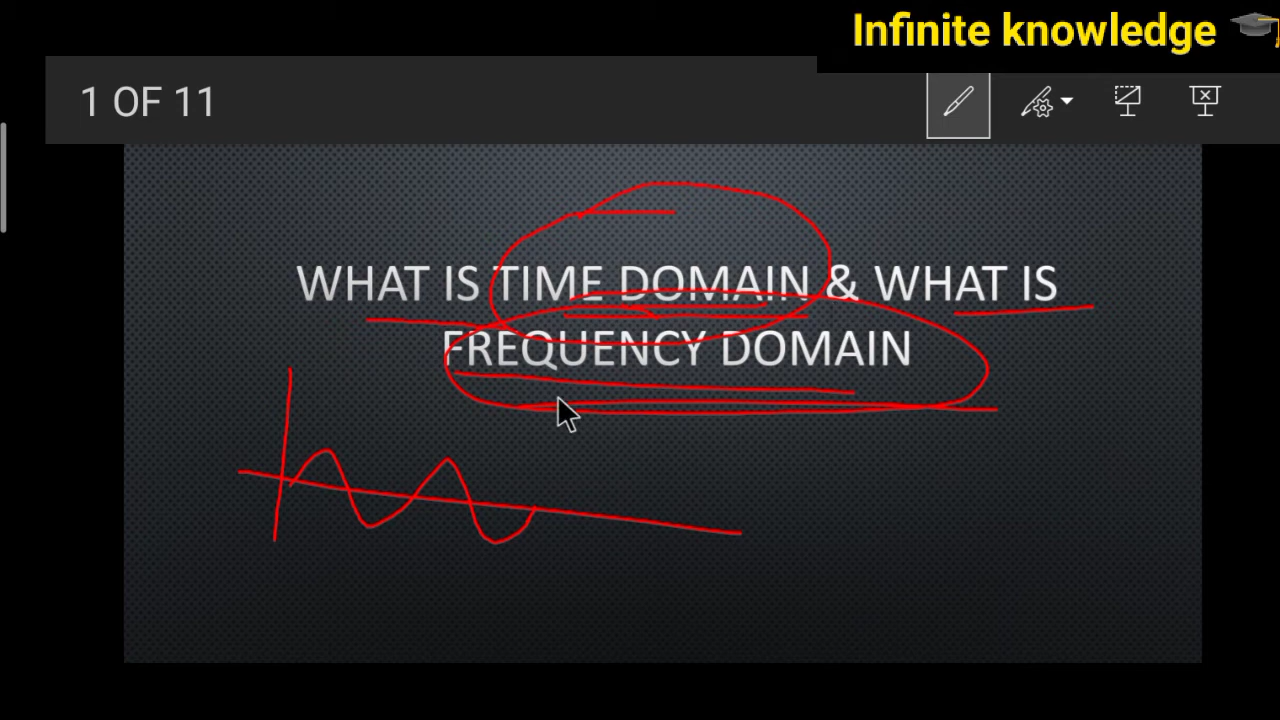 Infinite knowledge
1 OF 11
WHAT IS TIME DOMAIN & WHAT IS
FREQUENCY DOMAIN